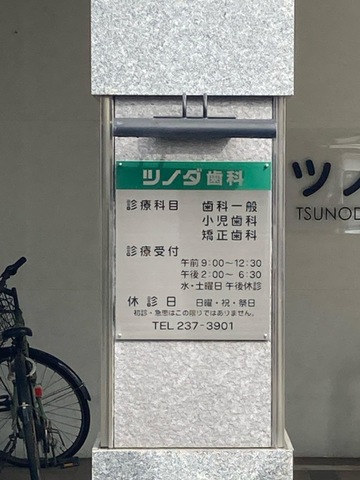 ツノダ歯科
診療科目 歯科一般
小児歯科
矯正歯科
診療受付
午前 9:00〜12:30
午後 2:00〜 6:30
水・土曜日 午後休診
休診日 日曜・祝・祭日
初診・急患はこの限りではありません。
TEL 237-3901
ツノ
TSUNOD